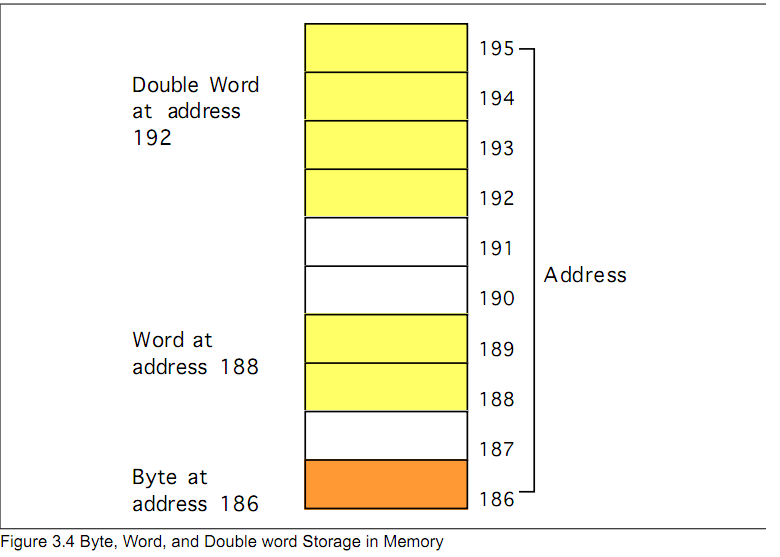 Double Word
at address
192
Word at
address 188
Byte at
address 186
195
194
193
192
191
190
189
188
187
186
Address
Figure 3.4 Byte, Word, and Double word Storage in Memory